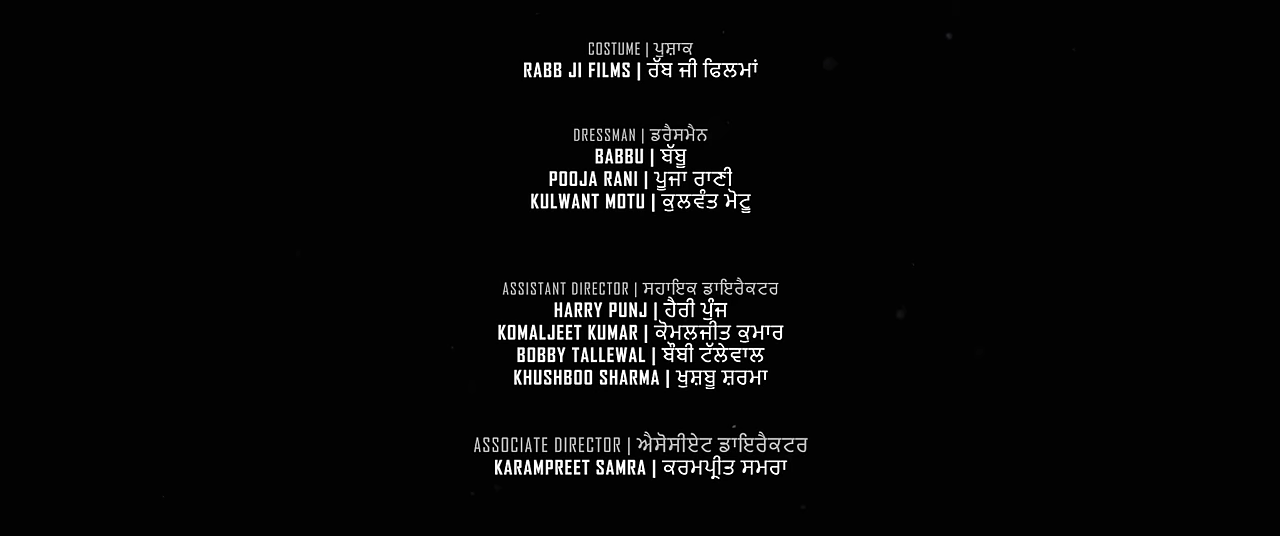 COSTUME | ਪੁਸ਼ਾਕ
RABB JI FILMS | ਰੱਬ ਜੀ ਫਿਲਮਾਂ
DRESSMAN | ਡਰੈਸਮੈਨ
BABBU | ਬੱਬੂ
POOJA RANI | ਪੂਜਾ ਰਾਣੀ
KULWANT MOTU | ਕੁਲਵੰਤ ਮੋਟੂ
ASSISTANT DIRECTOR | ਸਹਾਇਕ ਡਾਇਰੈਕਟਰ
HARRY PUNJ | ਹੈਰੀ ਪੁੰਜ
KOMALJEET KUMAR | ਕੋਮਲਜੀਤ ਕੁਮਾਰ
BOBBY TALLEWAL | ਬੌਬੀ ਟੱਲੇਵਾਲ
KHUSHBOO SHARMA | ਖੁਸ਼ਬੂ ਸ਼ਰਮਾ
ASSOCIATE DIRECTOR | ਐਸੋਸੀਏਟ ਡਾਇਰੈਕਟਰ
KARAMPREET SAMRA | ਕਰਮਪ੍ਰੀਤ ਸਮਰਾ